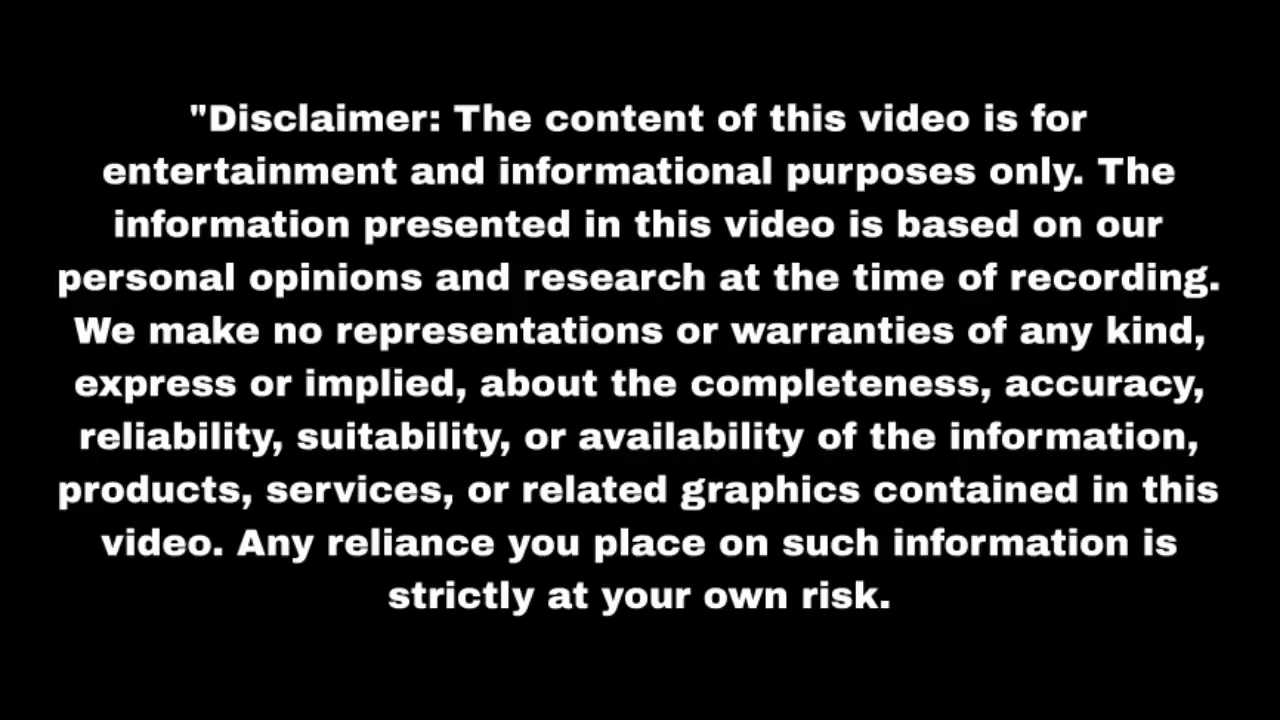 "Disclaimer: The content of this video is for
entertainment and informational purposes only. The
information presented in this video is based on our
personal opinions and research at the time of recording.
We make no representations or warranties of any kind,
express or implied, about the completeness, accuracy,
reliability, suitability, or availability of the information,
products, services, or related graphics contained in this
video. Any reliance you place on such information is
strictly at your own risk.